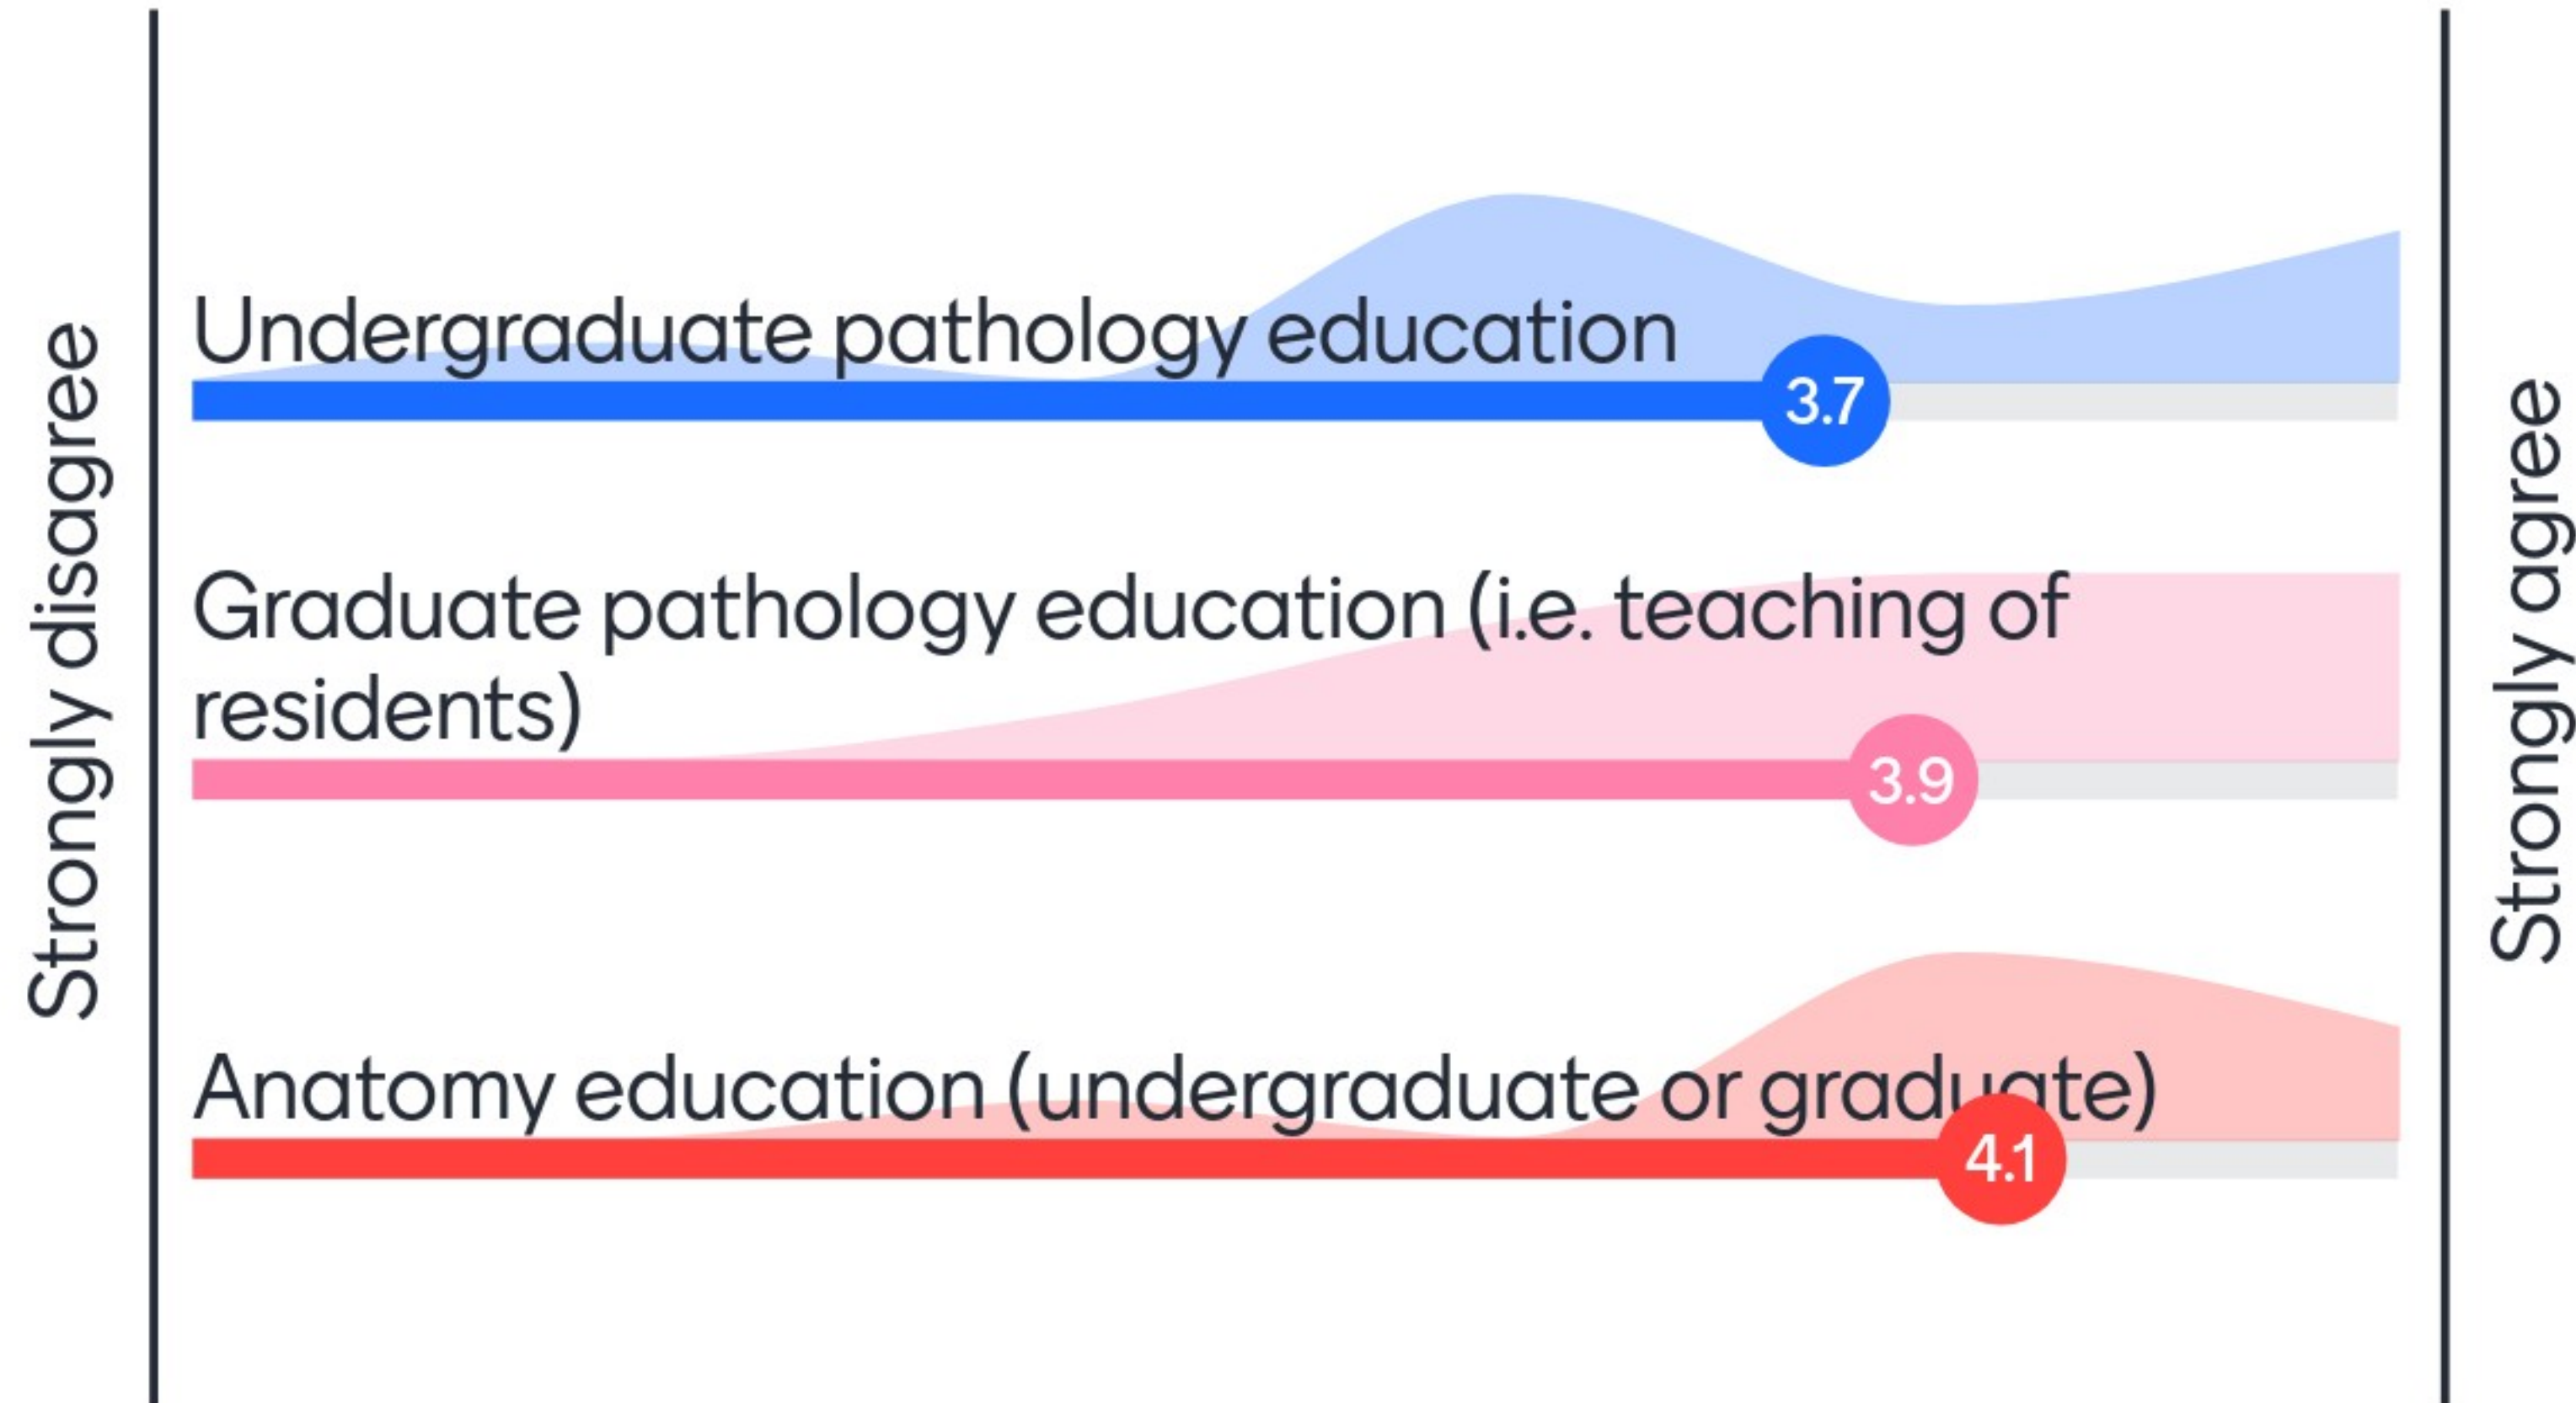 Strongly disagree
Undergraduate pathology education
3.7
Graduate pathology education (i.e. teaching of
residents)
3.9
Anatomy education (undergraduate or graduate)
4.1
Strongly agree